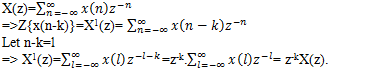 X(z)=∑_{n=−∞}^{∞} x(n)z^{−n}
=>Z{x(n-k)}=X¹(z)= ∑_{n=−∞}^{∞} x(n − k)z^{−n}
Let n-k=l
=> X¹(z)=∑_{l=−∞}^{∞} x(l)z^{−l−k}=z^{-k}.∑_{l=−∞}^{∞} x(l)z^{−l}= z^{-k}X(z).